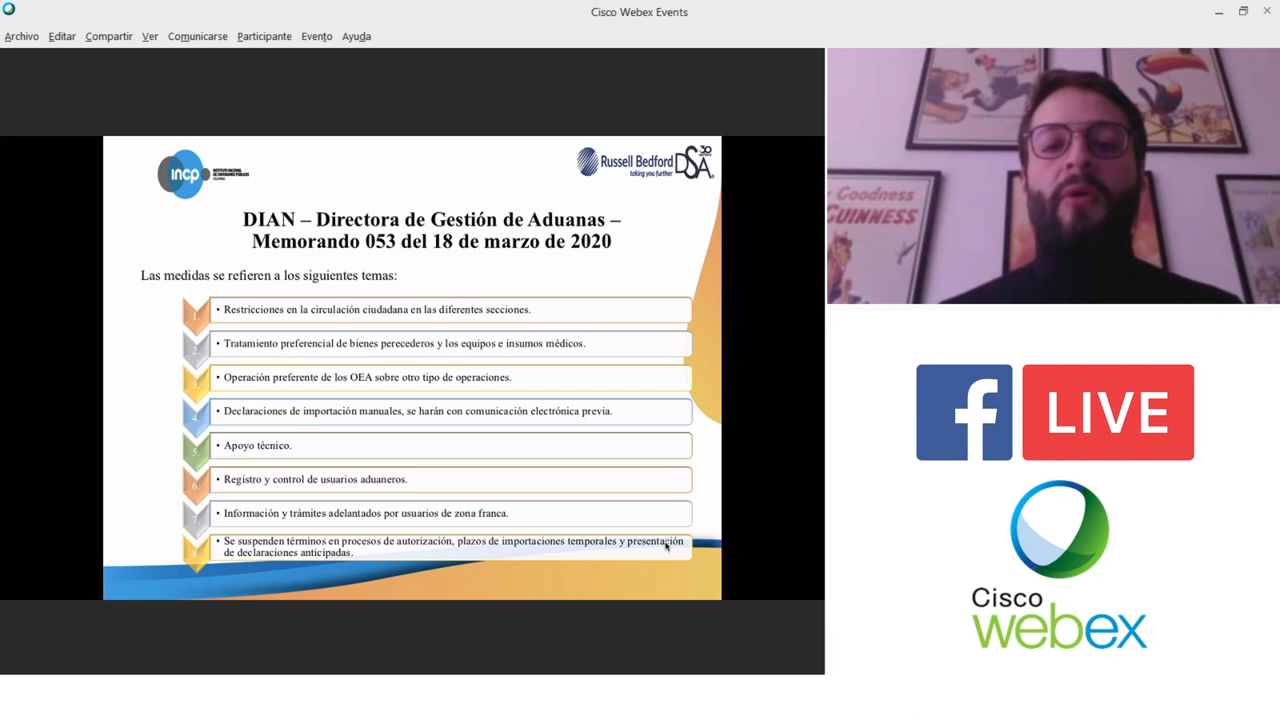 Cisco Webex Events
Archivo Editar Compartir Ver Comunicarse Participante Evento Ayuda
incp
INSTITUTO NACIONAL
DE CONTADORES PÚBLICOS
COLOMBIA
Russell Bedford
taking you further
DSA
30
DIAN – Directora de Gestión de Aduanas –
Memorando 053 del 18 de marzo de 2020
Las medidas se refieren a los siguientes temas:
1. • Restricciones en la circulación ciudadana en las diferentes secciones.
2. • Tratamiento preferencial de bienes perecederos y los equipos e insumos médicos.
3. • Operación preferente de los OEA sobre otro tipo de operaciones.
4. • Declaraciones de importación manuales, se harán con comunicación electrónica previa.
5. • Apoyo técnico.
6. • Registro y control de usuarios aduaneros.
7. • Información y trámites adelantados por usuarios de zona franca.
• Se suspenden términos en procesos de autorización, plazos de importaciones temporales y presentación
de declaraciones anticipadas.
Goodness
GUINNESS
f LIVE
Cisco
webex